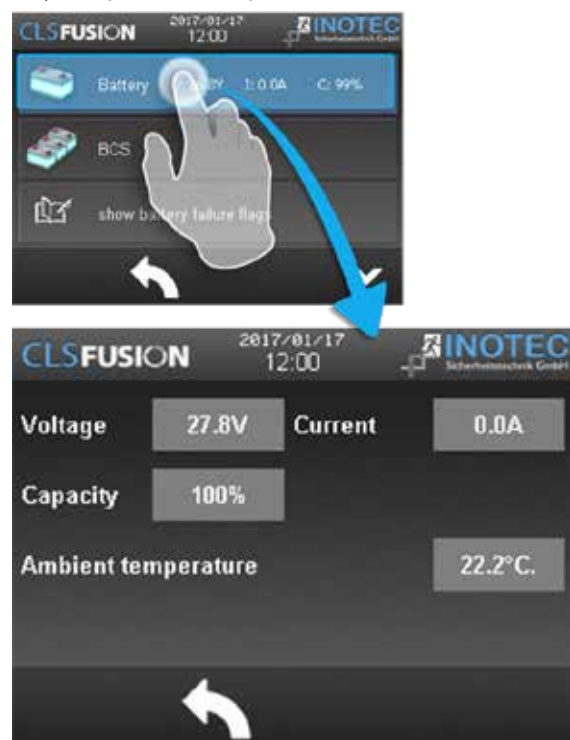 CLSFUSION 2017/01/17 INOTEC
12:00 Sicherheitstechnik GmbH
Battery 8V I: 0.0A C: 99%
BCS
show battery failure flags
CLSFUSION 2017/01/17 INOTEC
12:00 Sicherheitstechnik GmbH
Voltage 27.8V Current 0.0A
Capacity 100%
Ambient temperature 22.2°C.